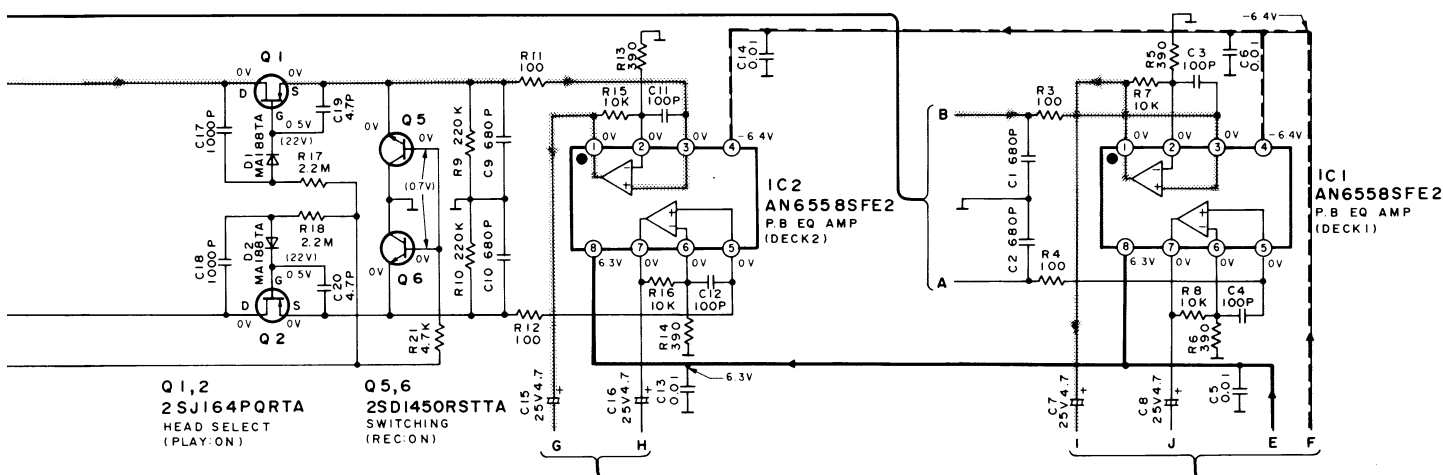 -6.4V
Q1
0V
0V
D
S
G
0.5V
(22V)
C17
1000P
D1
MA188TA
C19
4.7P
R17
2.2M
R18
2.2M
C18
1000P
D2
MA188TA
(22V)
0.5V
C20
4.7P
G
D
S
0V
0V
Q2
0V
Q5
0V
0V
(0.7V)
0V
0V
Q6
R21
4.7K
R11
100
R9 220K
C9 680P
R10 220K
C10 680P
R12
100
R13
390
R15
10K
C11
100P
0V
0V
0V
-6.4V
1
2
3
4
C14
0.01
IC2
AN6558SFE2
P.B EQ AMP
(DECK2)
8
7
6
5
6.3V
0V
0V
0V
R16
10K
C12
100P
R14
390
C13
0.01
6.3V
C15
25V4.7
C16
25V4.7
G
H
Q1,2
2SJ164PQRTA
HEAD SELECT
(PLAY:ON)
Q5,6
2SD1450RSTTA
SWITCHING
(REC:ON)
B
A
R3
100
C1 680P
C2 680P
R4
100
R5
390
C3
100P
R7
10K
C6
0.01
0V
0V
0V
-6.4V
1
2
3
4
IC1
AN6558SFE2
P.B EQ AMP
(DECK1)
8
7
6
5
6.3V
0V
0V
0V
R8
10K
C4
100P
R6
390
C5
0.01
C7
25V4.7
C8
25V4.7
I
J
E
F